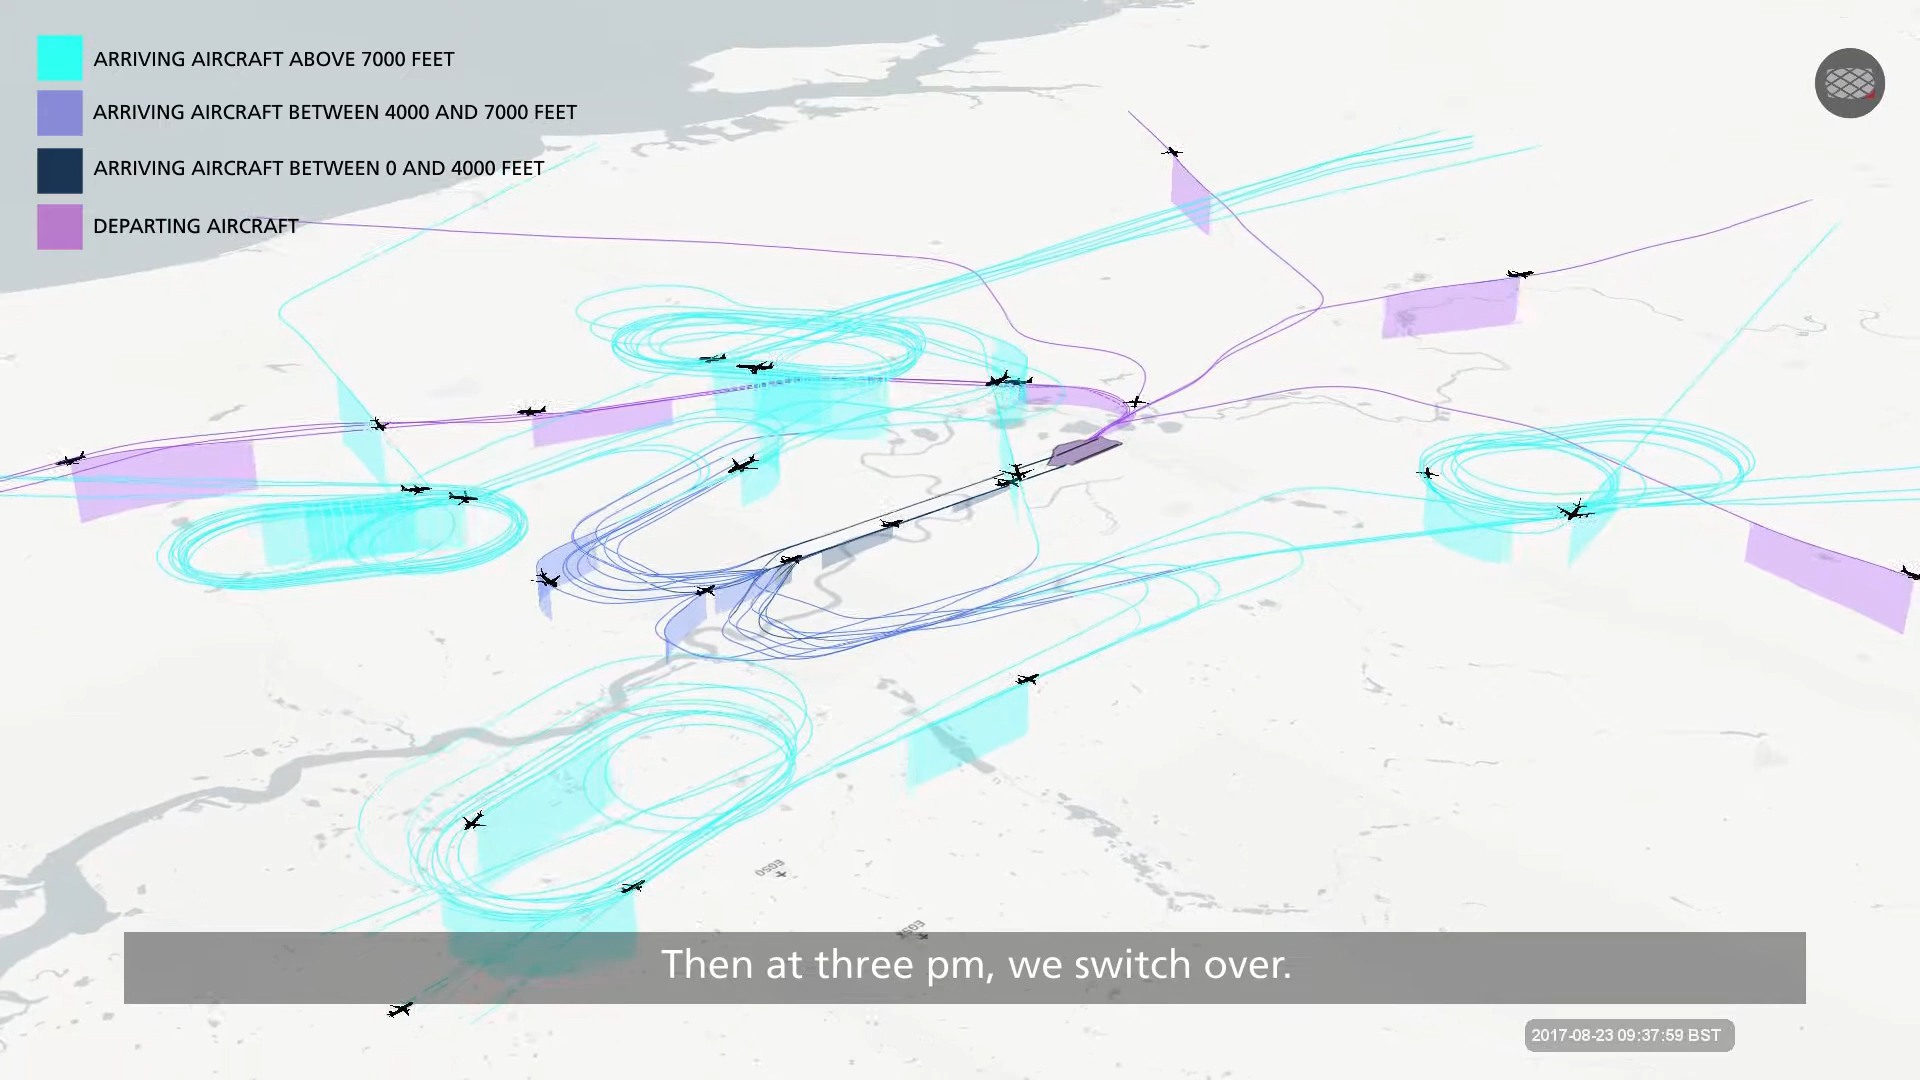 ARRIVING AIRCRAFT ABOVE 7000 FEET
ARRIVING AIRCRAFT BETWEEN 4000 AND 7000 FEET
ARRIVING AIRCRAFT BETWEEN 0 AND 4000 FEET
DEPARTING AIRCRAFT
EGSG
Then at three pm, we switch over.
2017-08-23 09:37:59 BST